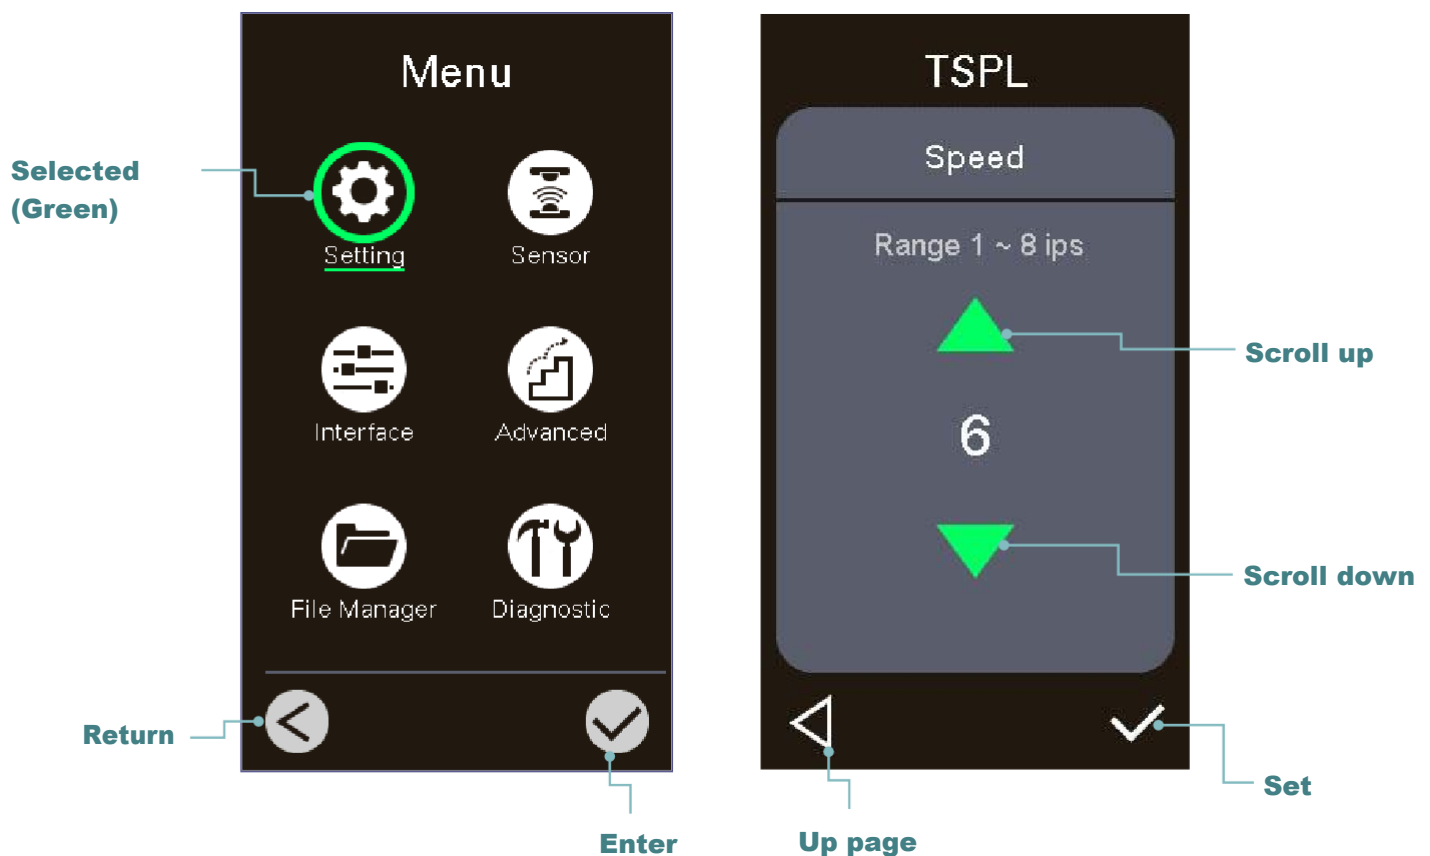 Menu
Selected
(Green)
Setting
Sensor
Interface
Advanced
File Manager
Diagnostic
Return
Enter
TSPL
Speed
Range 1 ~ 8 ips
Scroll up
6
Scroll down
Set
Up page